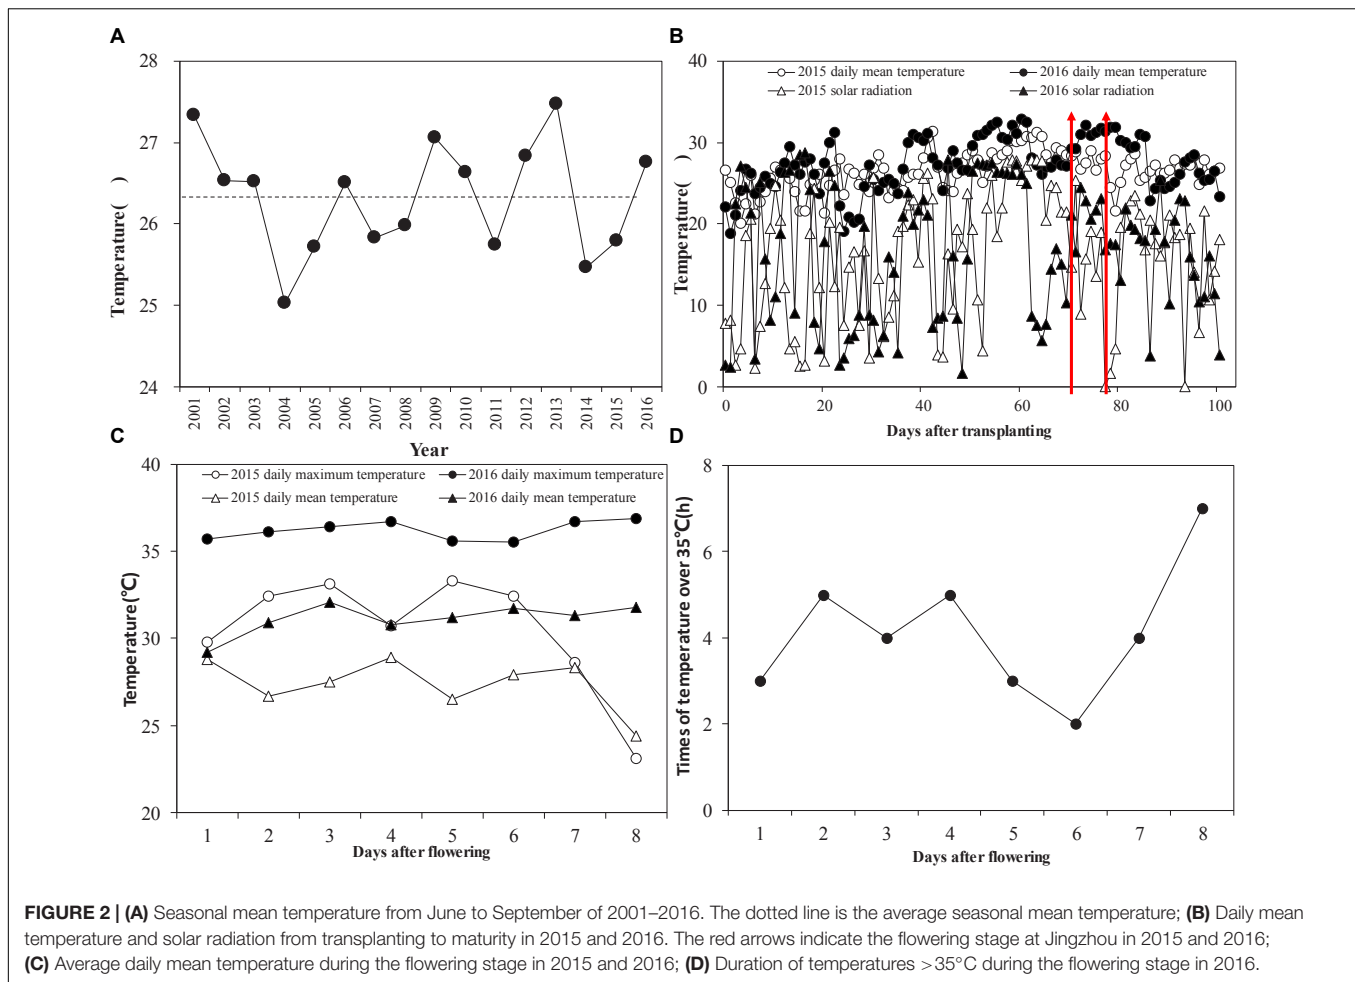 A
28
27
26
25
24
Temperature( )
2001
2002
2003
2004
2005
2006
2007
2008
2009
2010
2011
2012
2013
2014
2015
2016
Year
B
40
30
20
10
0
Temperature( )
2015 daily mean temperature
2016 daily mean temperature
2015 solar radiation
2016 solar radiation
0 20 40 60 80 100
Days after transplanting
C
40
35
30
25
20
Temperature(°C)
2015 daily maximum temperature
2016 daily maximum temperature
2015 daily mean temperature
2016 daily mean temperature
1 2 3 4 5 6 7 8
Days after flowering
D
8
6
4
2
0
Times of temperature over 35°C(h)
1 2 3 4 5 6 7 8
Days after flowering
FIGURE 2 | (A) Seasonal mean temperature from June to September of 2001–2016. The dotted line is the average seasonal mean temperature; (B) Daily mean
temperature and solar radiation from transplanting to maturity in 2015 and 2016. The red arrows indicate the flowering stage at Jingzhou in 2015 and 2016;
(C) Average daily mean temperature during the flowering stage in 2015 and 2016; (D) Duration of temperatures >35°C during the flowering stage in 2016.